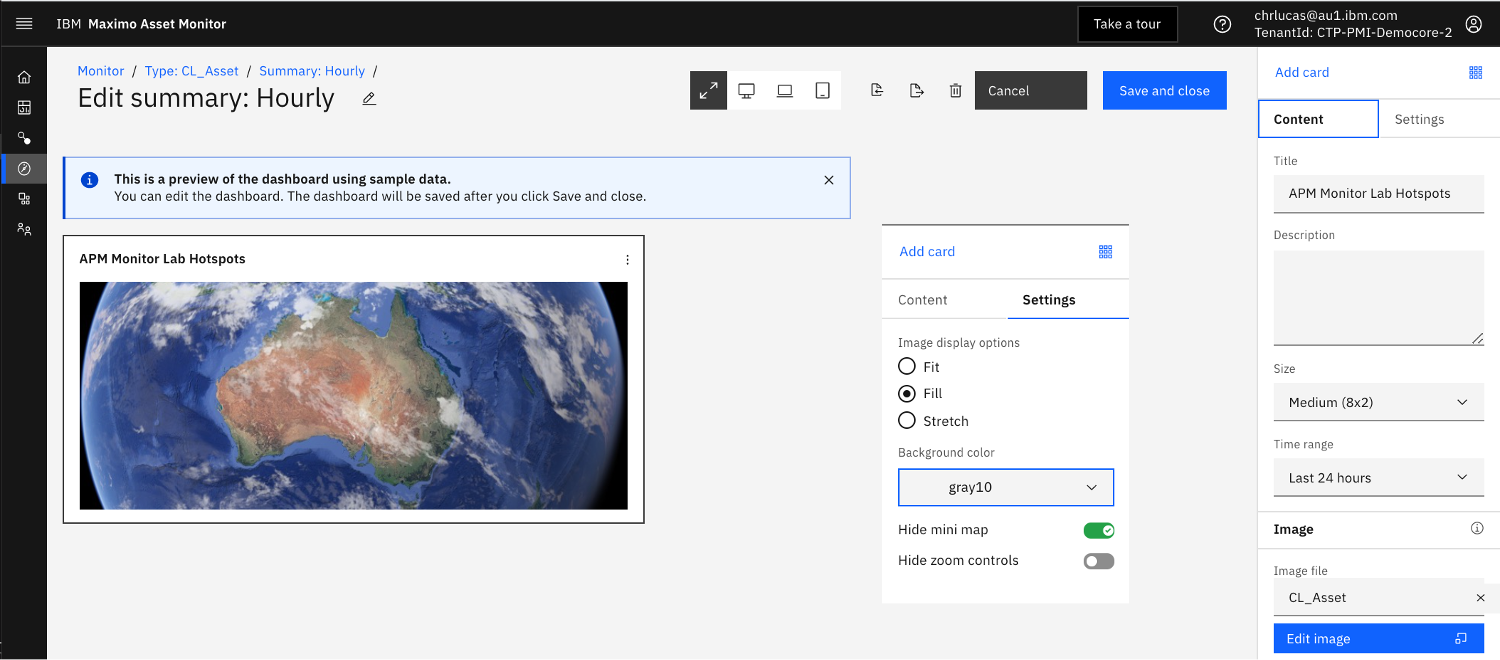 IBM Maximo Asset Monitor
Take a tour
chrlucas@au1.ibm.com
TenantId: CTP-PMI-Democore-2
Monitor / Type: CL_Asset / Summary: Hourly /
Edit summary: Hourly
Cancel
Save and close
This is a preview of the dashboard using sample data.
You can edit the dashboard. The dashboard will be saved after you click Save and close.
APM Monitor Lab Hotspots
Add card
Content
Settings
Image display options
Fit
Fill
Stretch
Background color
gray10
Hide mini map
Hide zoom controls
Add card
Content
Settings
Title
APM Monitor Lab Hotspots
Description
Size
Medium (8x2)
Time range
Last 24 hours
Image
Image file
CL_Asset
Edit image